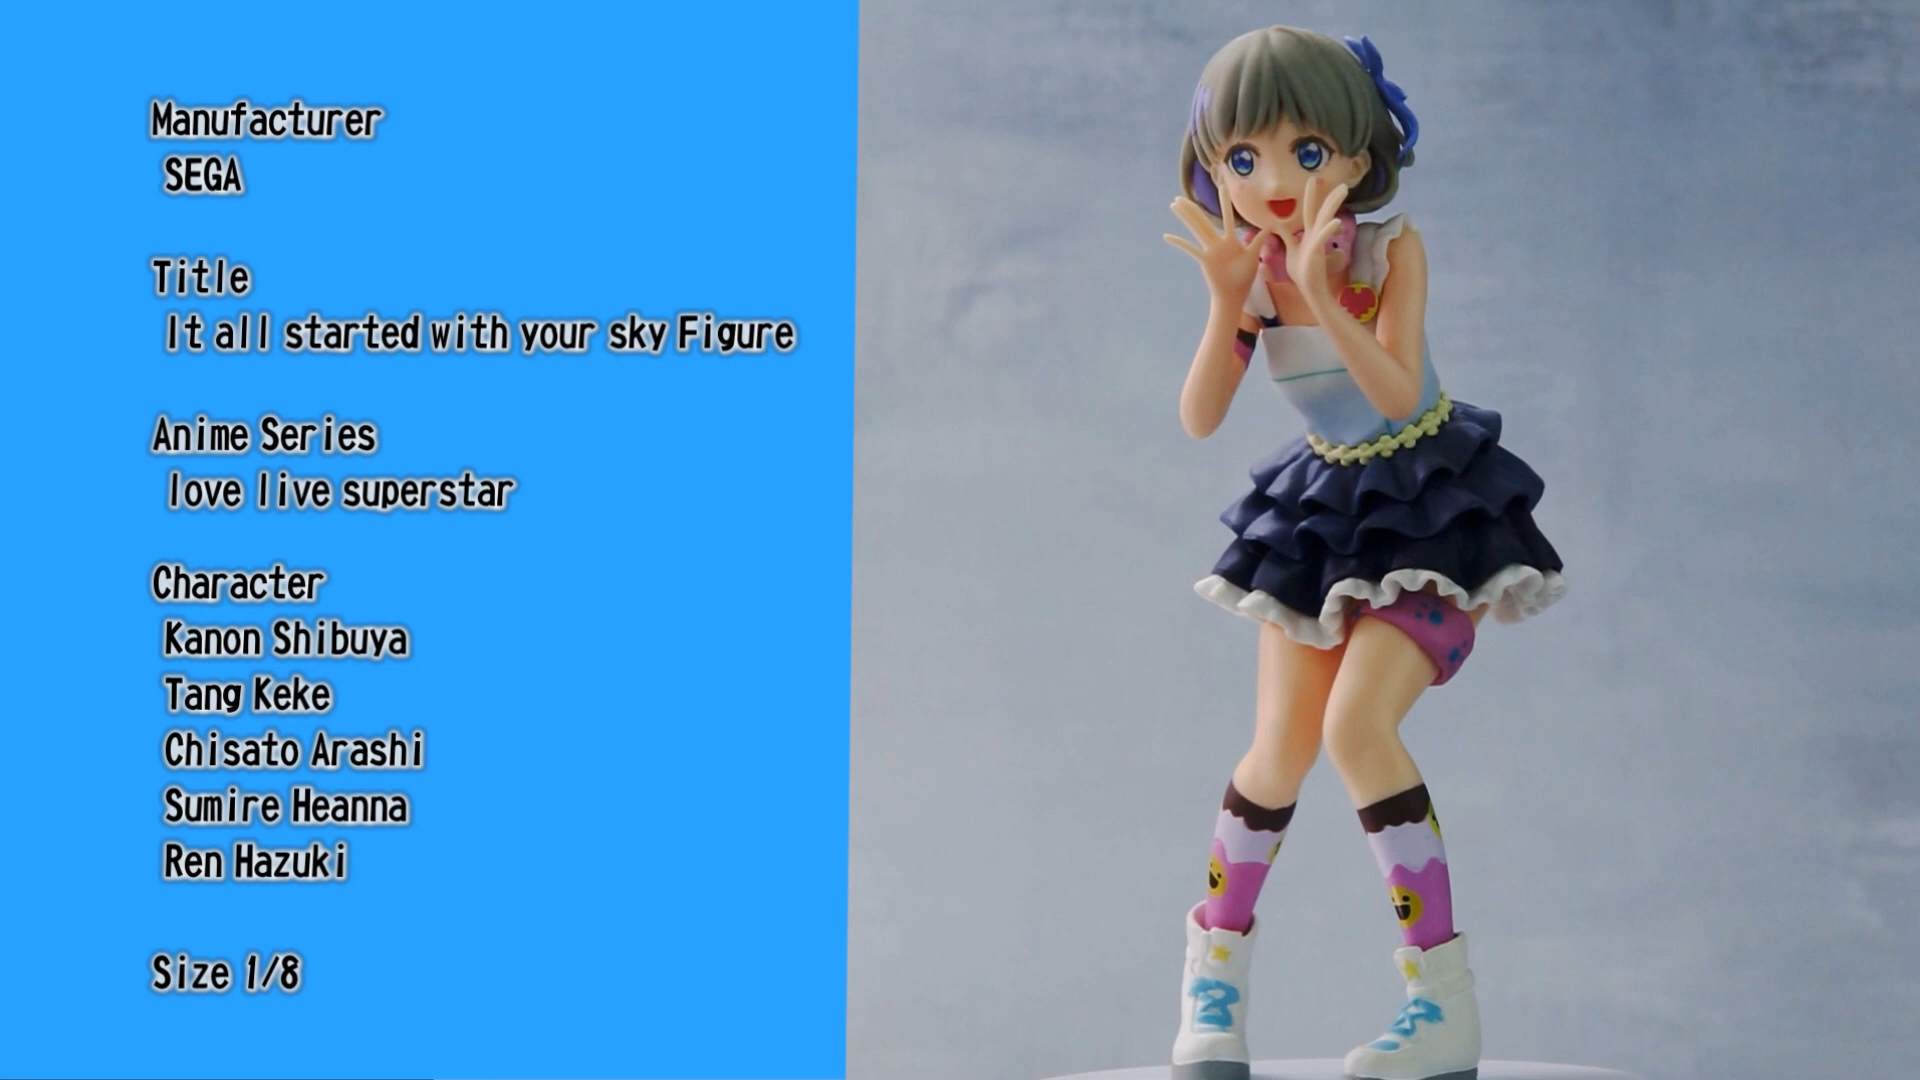 Manufacturer
SEGA
Title
It all started with your sky Figure
Anime Series
love live superstar
Character
Kanon Shibuya
Tang Keke
Chisato Arashi
Sumire Heanna
Ren Hazuki
Size 1/8